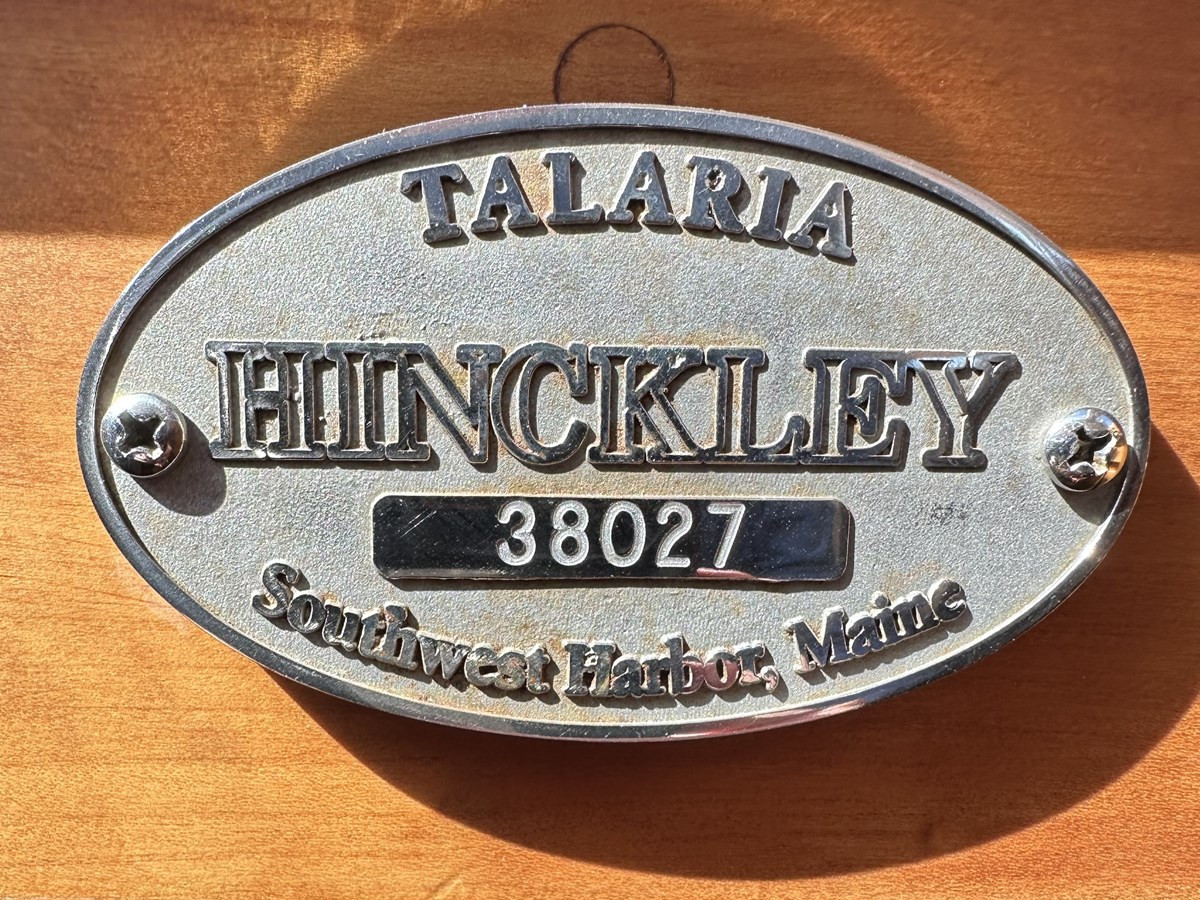 TALARIA
HINCKLEY
38027
Southwest Harbor, Maine